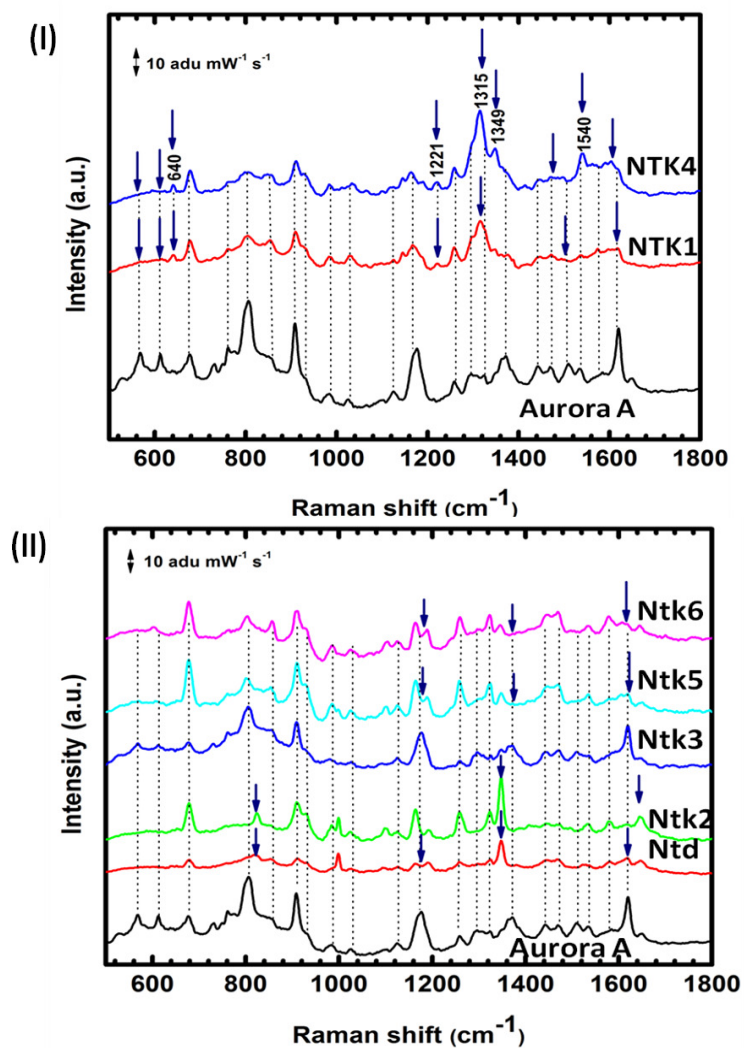 (I)
10 adu mW⁻¹ s⁻¹
640
1221
1315
1349
1540
NTK4
NTK1
Aurora A
Intensity (a.u.)
600 800 1000 1200 1400 1600 1800
Raman shift (cm⁻¹)
(II)
10 adu mW⁻¹ s⁻¹
Ntk6
Ntk5
Ntk3
Ntk2
Ntd
Aurora A
Intensity (a.u.)
600 800 1000 1200 1400 1600 1800
Raman shift (cm⁻¹)